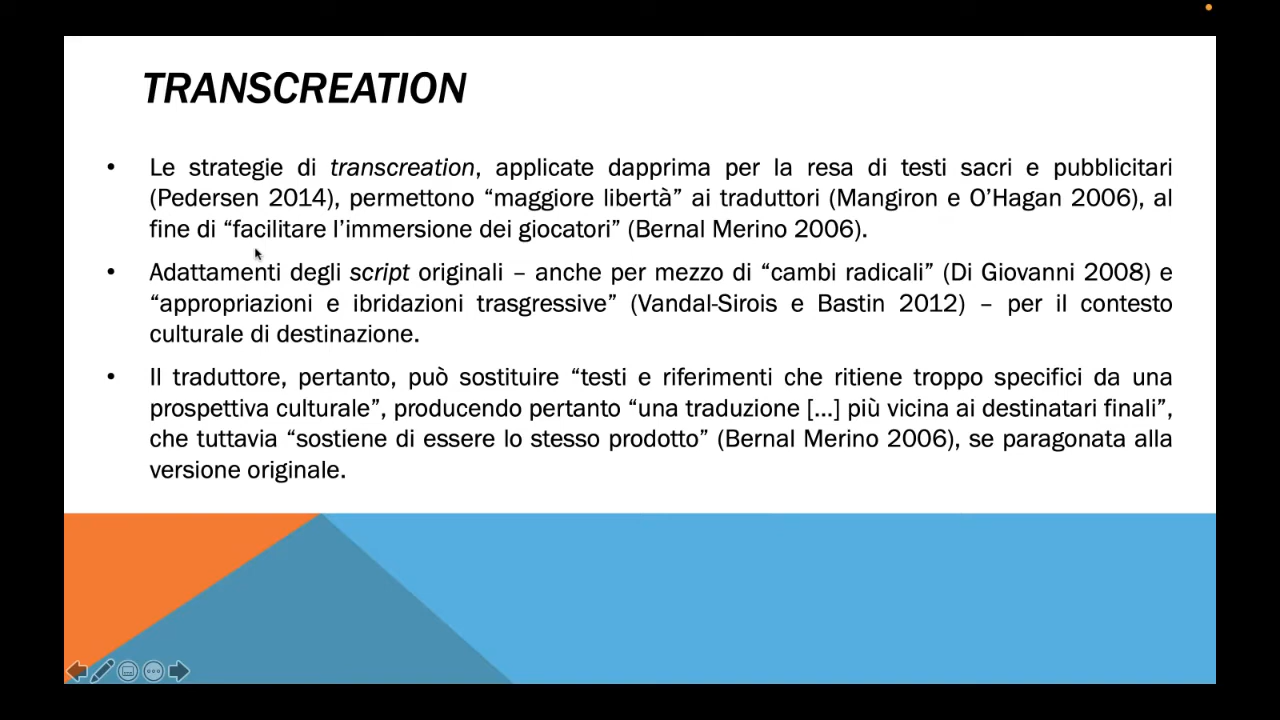 TRANSCREATION
• Le strategie di transcreation, applicate dapprima per la resa di testi sacri e pubblicitari
(Pedersen 2014), permettono “maggiore libertà” ai traduttori (Mangiron e O’Hagan 2006), al
fine di “facilitare l’immersione dei giocatori” (Bernal Merino 2006).
• Adattamenti degli script originali – anche per mezzo di “cambi radicali” (Di Giovanni 2008) e
“appropriazioni e ibridazioni trasgressive” (Vandal-Sirois e Bastin 2012) – per il contesto
culturale di destinazione.
• Il traduttore, pertanto, può sostituire “testi e riferimenti che ritiene troppo specifici da una
prospettiva culturale”, producendo pertanto “una traduzione […] più vicina ai destinatari finali”,
che tuttavia “sostiene di essere lo stesso prodotto” (Bernal Merino 2006), se paragonata alla
versione originale.